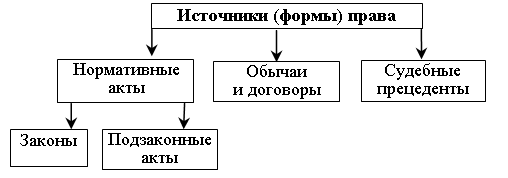 Источники (формы) права
Нормативные
акты
Обычаи
и договоры
Судебные
прецеденты
Законы
Подзаконные
акты